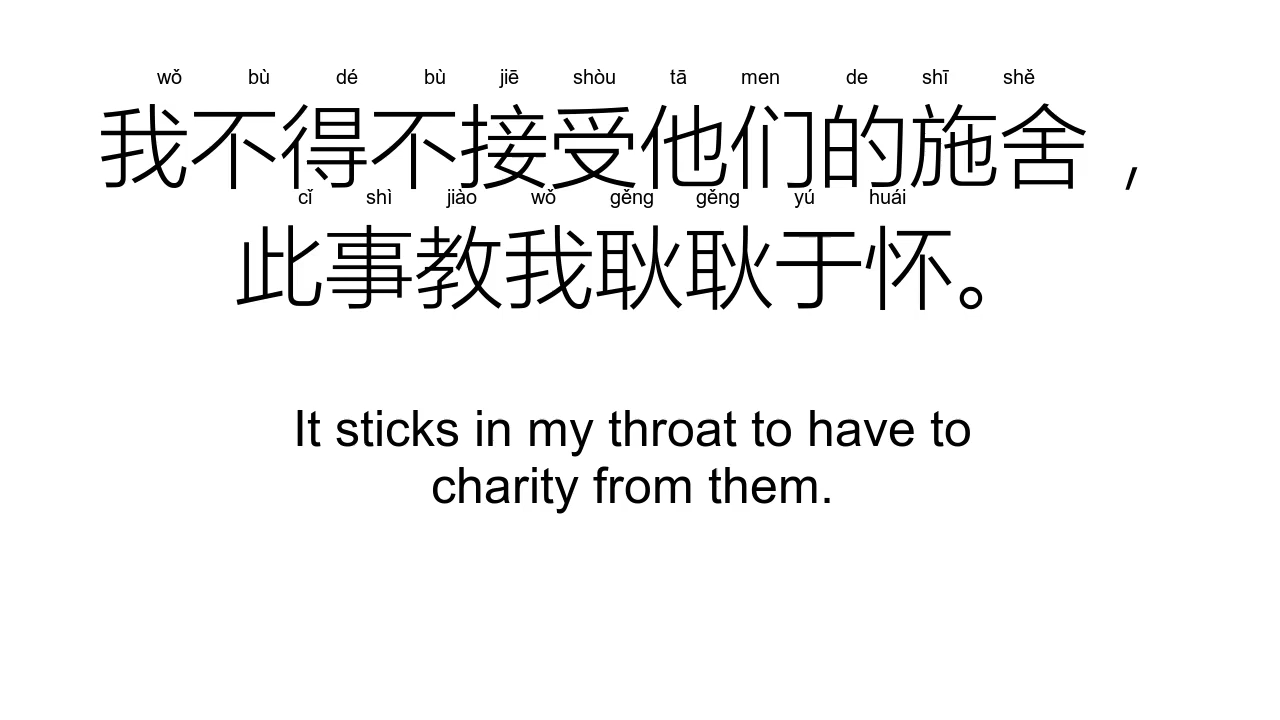 wǒ bù dé bù jiē shòu tā men de shī shě
我不得不接受他们的施舍，
cǐ shì jiào wǒ gěng gěng yú huái
此事教我耿耿于怀。
It sticks in my throat to have to
charity from them.